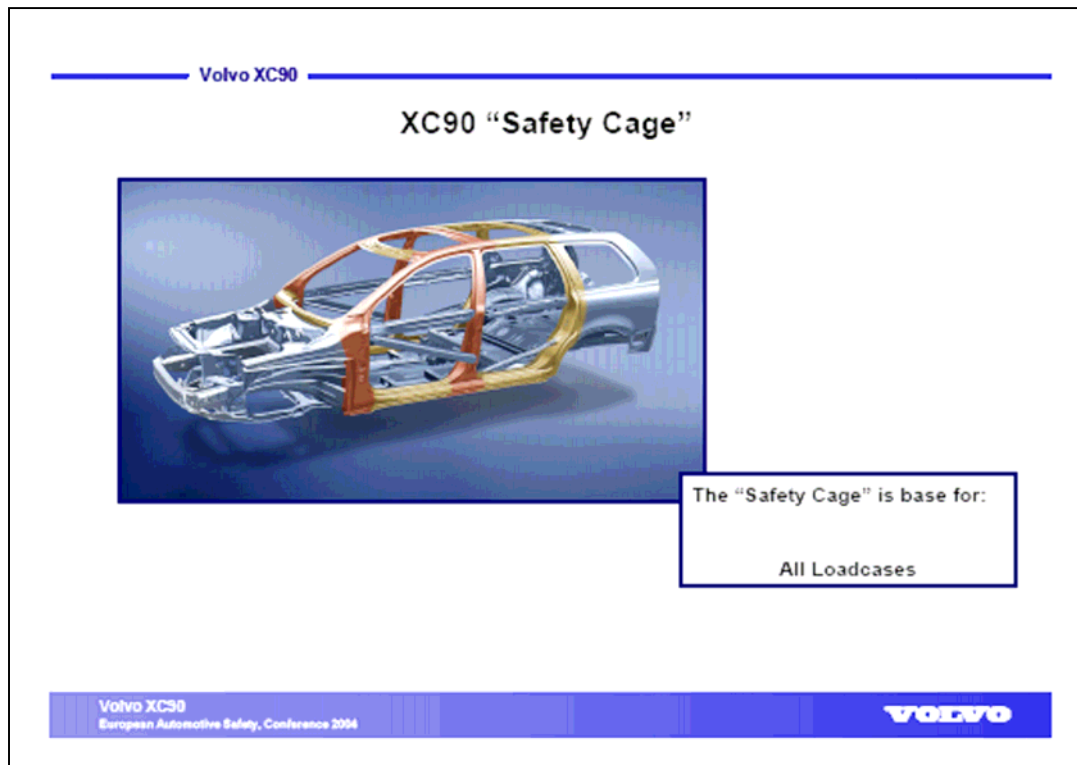 Volvo XC90
XC90 “Safety Cage”
The “Safety Cage” is base for:
All Loadcases
Volvo XC90
European Automotive Safety, Conference 2004
VOLVO